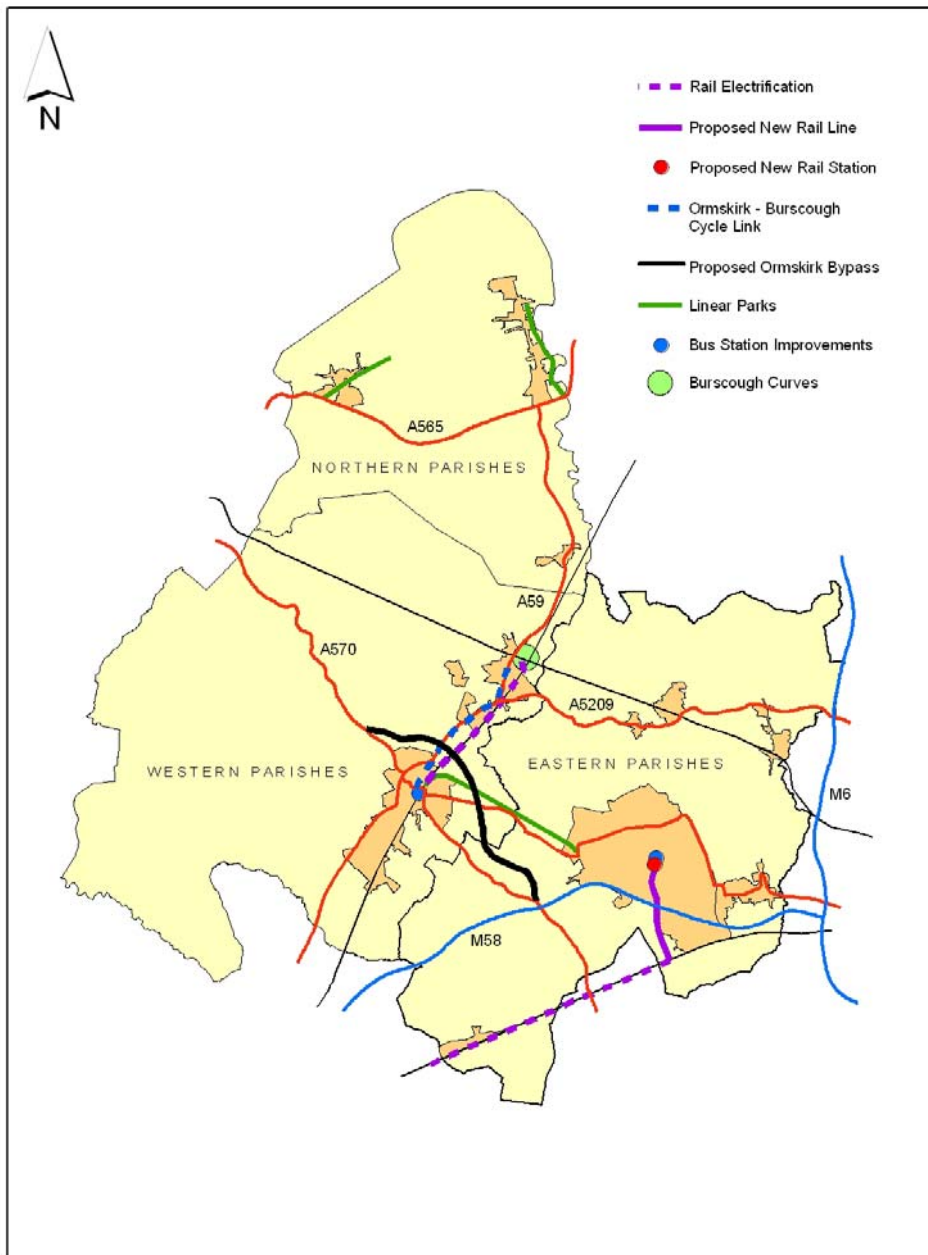 N
Rail Electrification
Proposed New Rail Line
Proposed New Rail Station
Ormskirk - Burscough
Cycle Link
Proposed Ormskirk Bypass
Linear Parks
Bus Station Improvements
Burscough Curves
A565
NORTHERN PARISHES
A59
A570
A5209
WESTERN PARISHES
EASTERN PARISHES
M6
M58